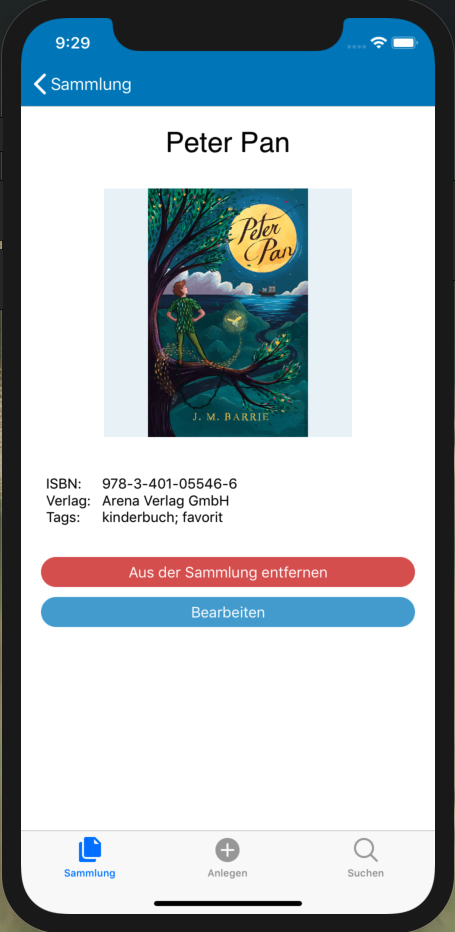 9:29
Sammlung
Peter Pan
Peter
Pan
J. M. BARRIE
ISBN: 978-3-401-05546-6
Verlag: Arena Verlag GmbH
Tags: kinderbuch; favorit
Aus der Sammlung entfernen
Bearbeiten
Sammlung Anlegen Suchen